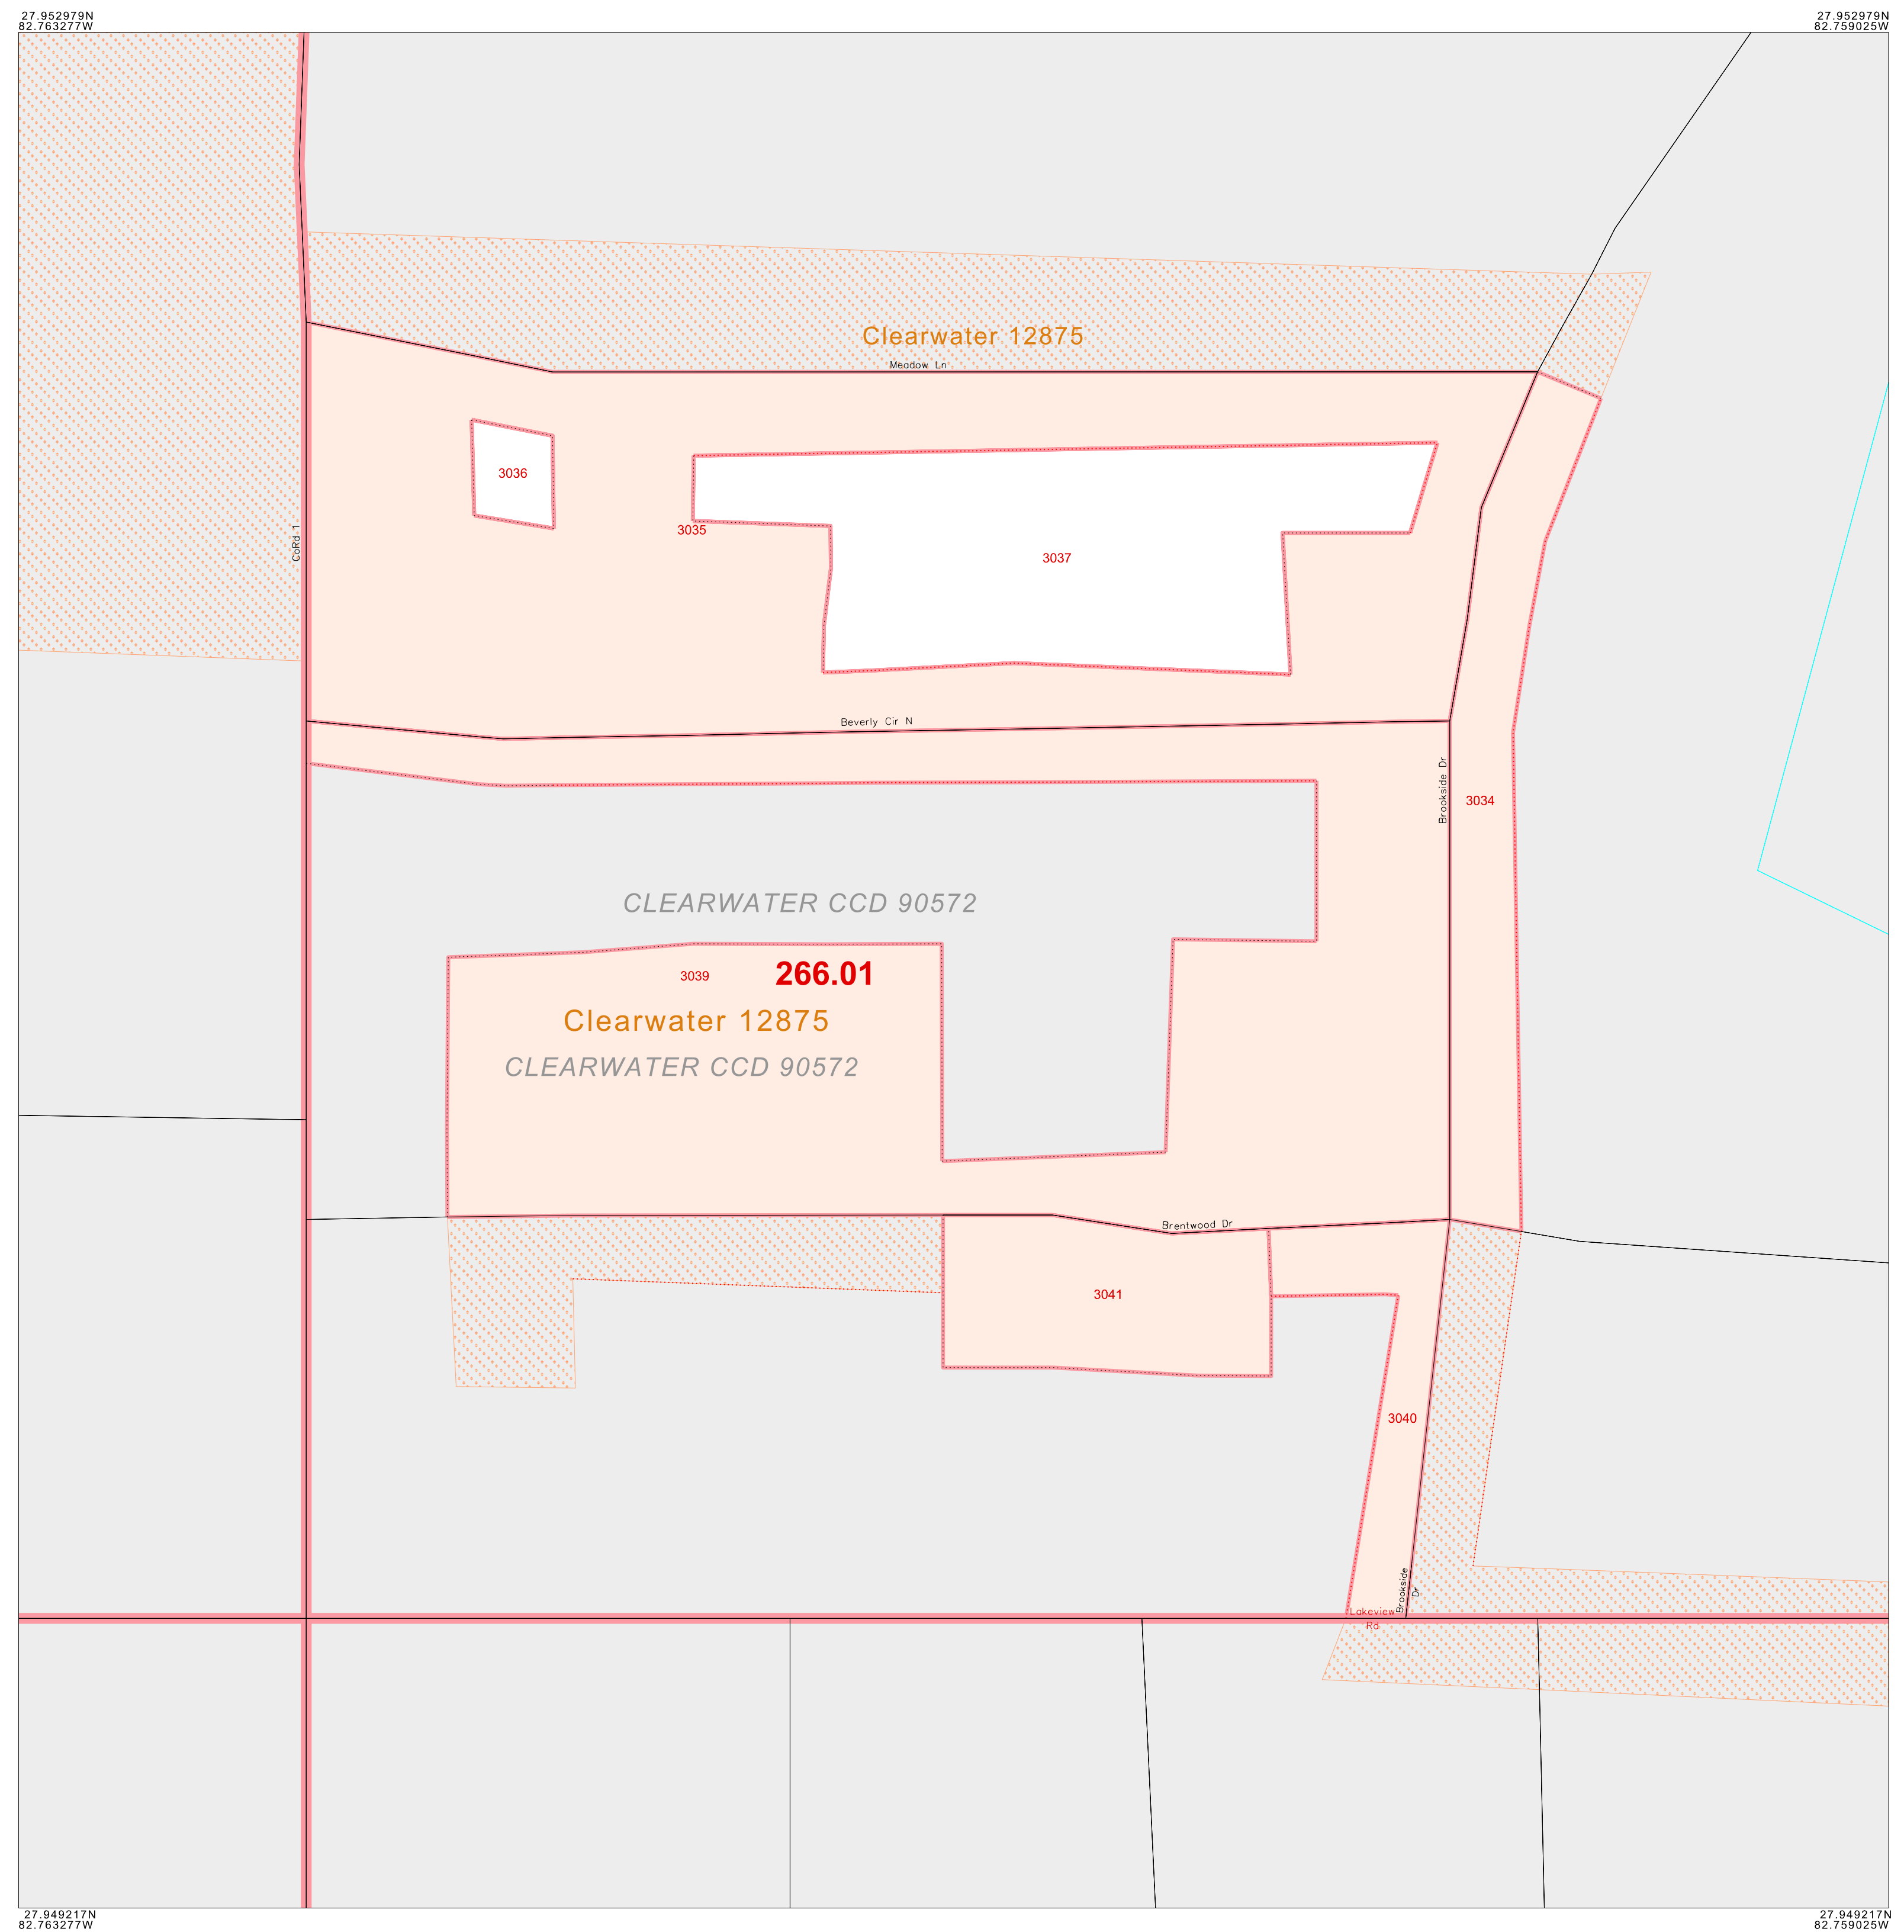 27.952979N
82.763277W
27.952979N
82.759025W
Clearwater 12875
Meadow Ln
3036
3035
CoRd 1
3037
Beverly Cir N
Brookside Dr
3034
CLEARWATER CCD 90572
3039
266.01
Clearwater 12875
CLEARWATER CCD 90572
Brentwood Dr
3041
3040
Brookside
Dr
Lakeview
Rd
27.949217N
82.763277W
27.949217N
82.759025W